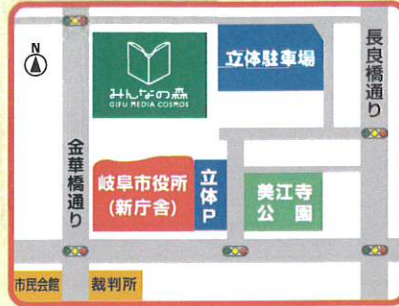 N
みんなの森
GIFU MEDIA COSMOS
立体駐車場
長良橋通り
金華橋通り
岐阜市役所
(新庁舎)
立体P
美江寺
公園
市民会館
裁判所